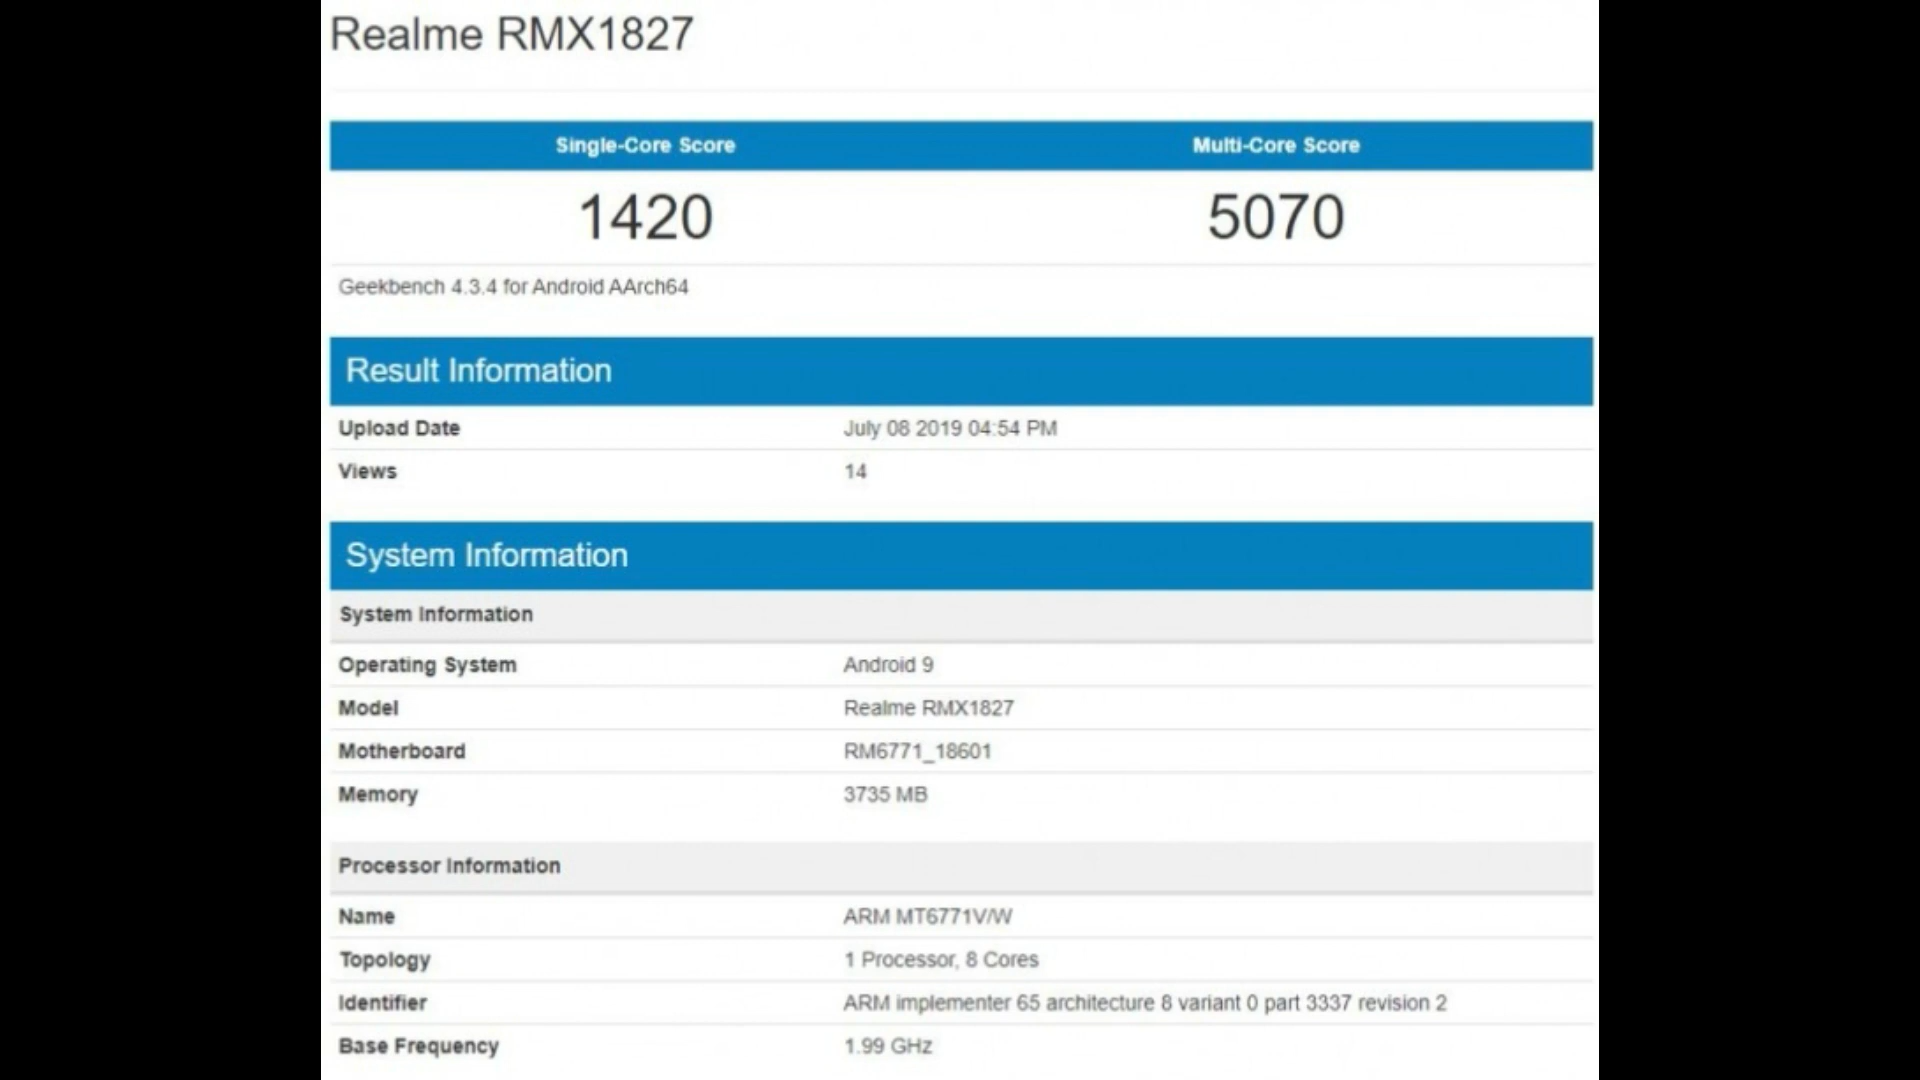 Realme RMX1827
Single-Core Score Multi-Core Score
1420 5070
Geekbench 4.3.4 for Android AArch64
Result Information
Upload Date July 08 2019 04:54 PM
Views 14
System Information
System Information
Operating System Android 9
Model Realme RMX1827
Motherboard RM6771_18601
Memory 3735 MB
Processor Information
Name ARM MT6771V/W
Topology 1 Processor, 8 Cores
Identifier ARM implementer 65 architecture 8 variant 0 part 3337 revision 2
Base Frequency 1.99 GHz